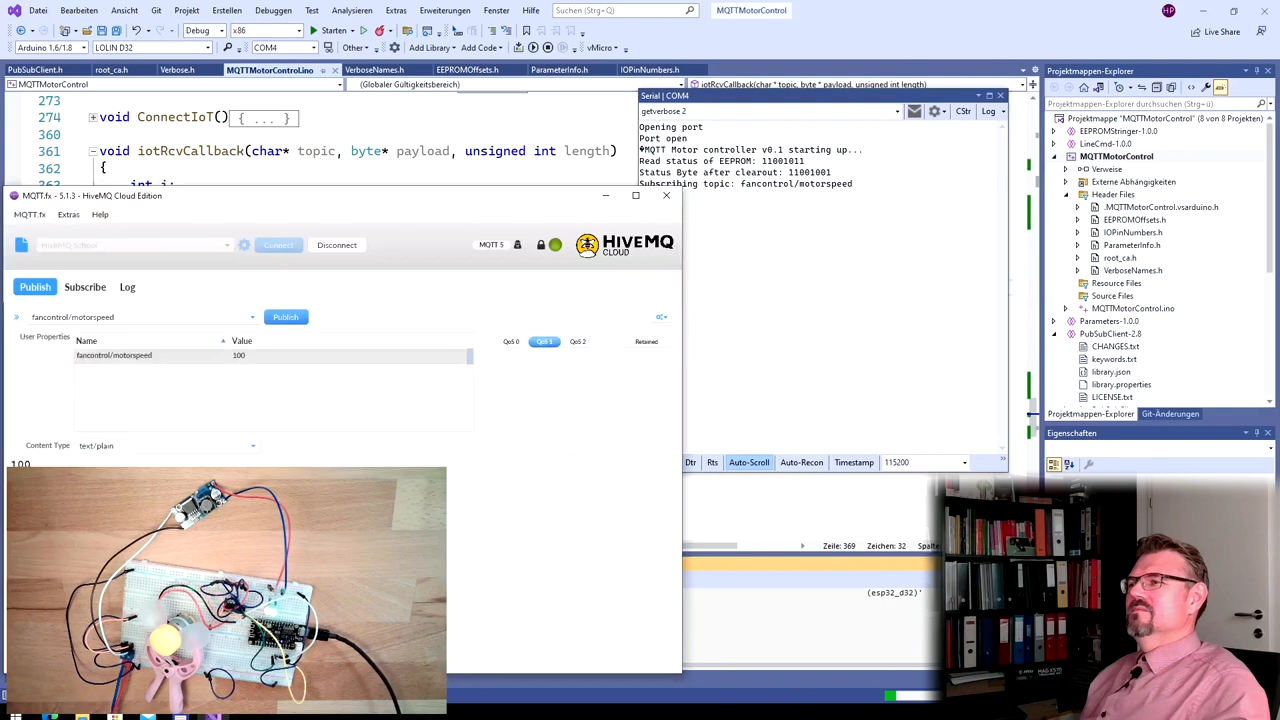 Datei Bearbeiten Ansicht Git Projekt Erstellen Debuggen Test Analysieren Extras Erweiterungen Fenster Hilfe Suchen (Strg+Q) MQTTMotorControl HP
Debug x86 Starten Live Share
Arduino 1.6/1.8 LOLIN D32 COM4 Other Add Library Add Code vMicro
PubSubClient.h root_ca.h Verbose.h MQTTMotorControl.ino VerboseNames.h EEPROMOffsets.h ParameterInfo.h IOPinNumbers.h
MQTTMotorControl (Globaler Gültigkeitsbereich) iotRcvCallback(char * topic, byte * payload, unsigned int length)
273
274 void ConnectIoT(){ ... }
360
361 void iotRcvCallback(char* topic, byte* payload, unsigned int length)
362 {
363 int i;
Serial | COM4
getverbose 2 CStr Log
Opening port
Port open
MQTT Motor controller v0.1 starting up...
Read status of EEPROM: 11001011
Status Byte after clearout: 11001001
Subscribing topic: fancontrol/motorspeed
Dtr Rts Auto-Scroll Auto-Recon Timestamp 115200
MQTT.fx - 5.1.3 - HiveMQ Cloud Edition
MQTT.fx Extras Help
HiveMQ School Connect Disconnect MQTT 5 HIVEMQ
CLOUD
Publish Subscribe Log
fancontrol/motorspeed Publish
User Properties Name Value QoS 0 QoS 1 QoS 2 Retained
fancontrol/motorspeed 100
Content Type text/plain
100
Zeile: 369 Zeichen: 32 Spalte
(esp32_d32)'
Projektmappen-Explorer
Projektmappen-Explorer durchsuchen (Strg+ü)
Projektmappe "MQTTMotorControl" (8 von 8 Projekten)
EEPROMStringer-1.0.0
LineCmd-1.0.0
MQTTMotorControl
Verweise
Externe Abhängigkeiten
Header Files
.MQTTMotorControl.vsarduino.h
EEPROMOffsets.h
IOPinNumbers.h
ParameterInfo.h
root_ca.h
VerboseNames.h
Resource Files
Source Files
MQTTMotorControl.ino
Parameters-1.0.0
PubSubClient-2.8
CHANGES.txt
keywords.txt
library.json
library.properties
LICENSE.txt
Projektmappen-Explorer Git-Änderungen
Eigenschaften